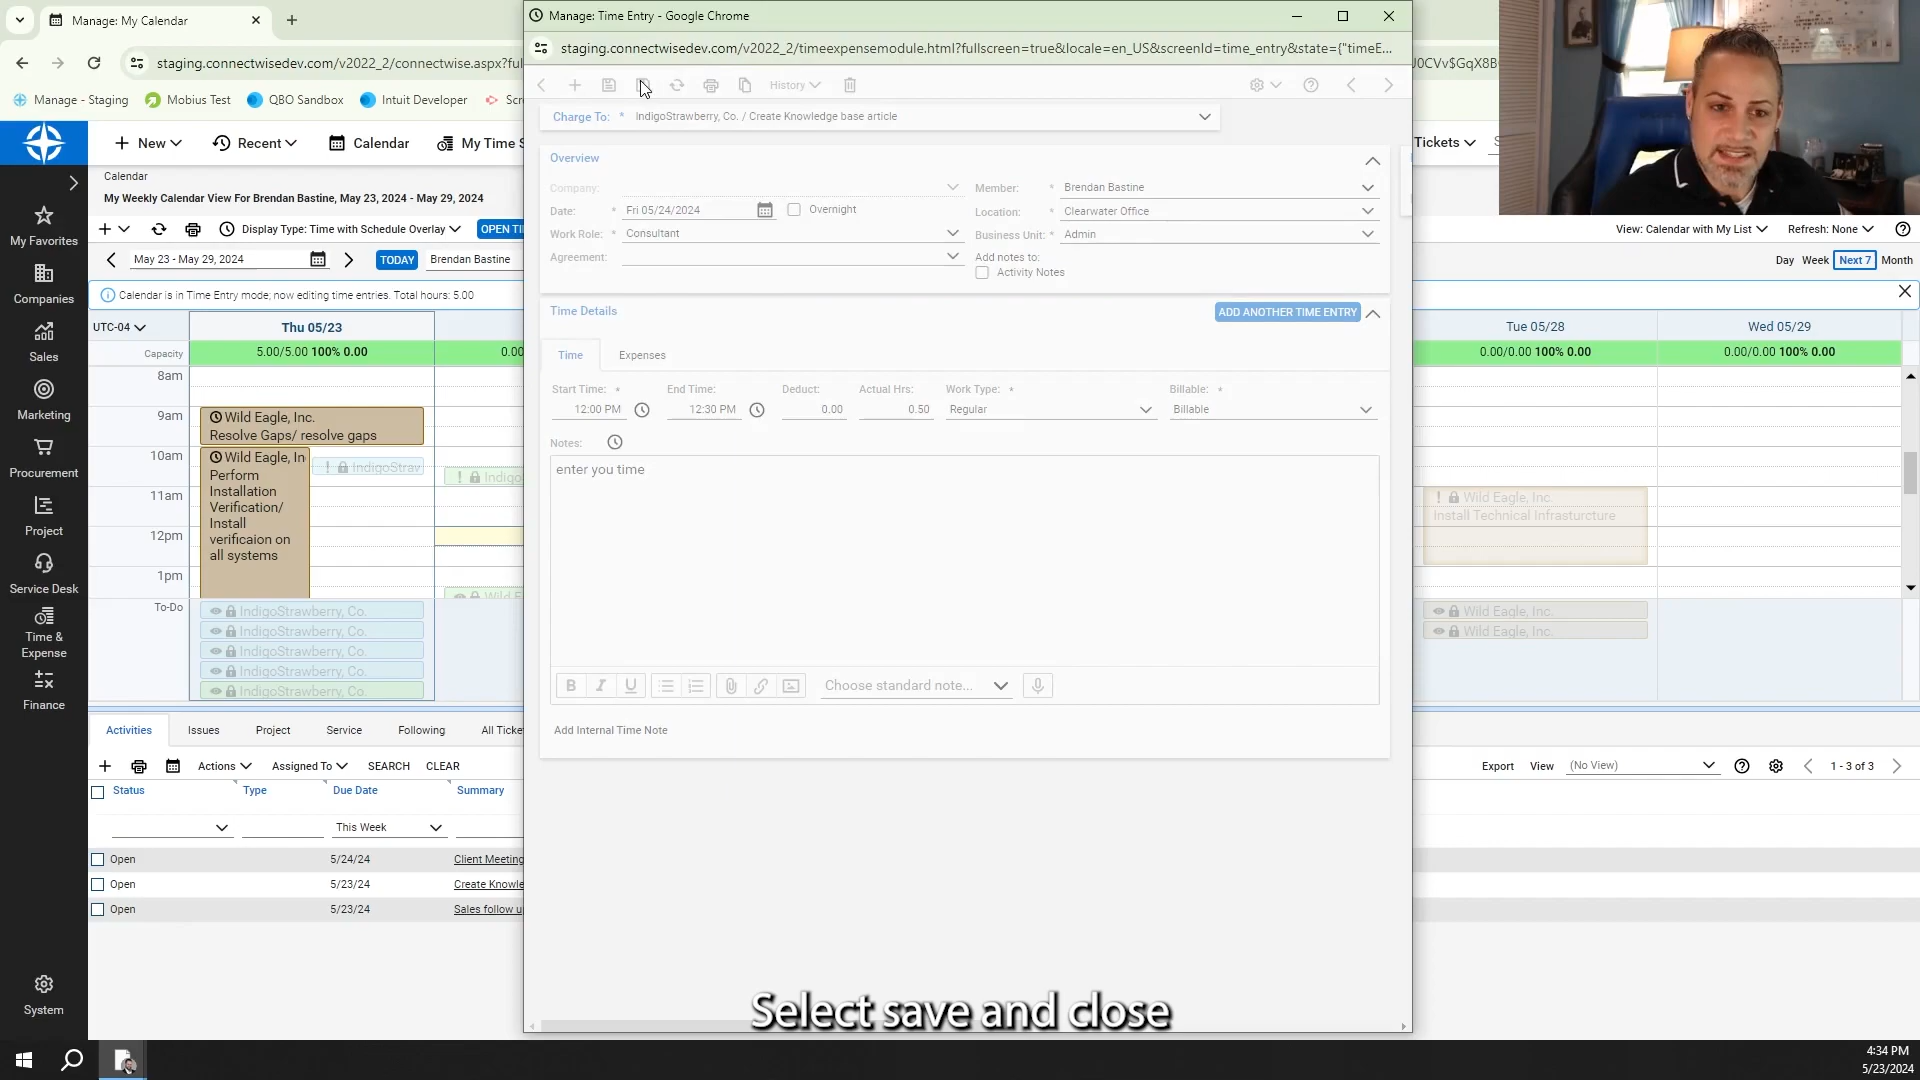 Manage: My Calendar
staging.connectwisedev.com/v2022_2/connectwise.aspx?ful
Manage - Staging
Mobius Test
QBO Sandbox
Intuit Developer
Scr
New
Recent
Calendar
My Time S
Tickets
Calendar
My Weekly Calendar View For Brendan Bastine, May 23, 2024 - May 29, 2024
Display Type: Time with Schedule Overlay
OPEN TI
View: Calendar with My List
Refresh: None
May 23 - May 29, 2024
TODAY
Brendan Bastine
Day
Week
Next 7
Month
Calendar is in Time Entry mode; now editing time entries. Total hours: 5.00
UTC-04
Thu 05/23
Tue 05/28
Wed 05/29
Capacity
5.00/5.00 100% 0.00
0.00
0.00/0.00 100% 0.00
0.00/0.00 100% 0.00
8am
9am
10am
11am
12pm
1pm
To-Do
Wild Eagle, Inc.
Resolve Gaps/ resolve gaps
Wild Eagle, In
Perform
Installation
Verification/
Install
verificaion on
all systems
IndigoStrav
Indigo
Wild E
Wild Eagle, Inc.
Install Technical Infrasturcture
IndigoStrawberry, Co.
IndigoStrawberry, Co.
IndigoStrawberry, Co.
IndigoStrawberry, Co.
IndigoStrawberry, Co.
Wild Eagle, Inc.
Wild Eagle, Inc.
My Favorites
Companies
Sales
Marketing
Procurement
Project
Service Desk
Time &
Expense
Finance
System
Activities
Issues
Project
Service
Following
All Ticke
Actions
Assigned To
SEARCH
CLEAR
Export
View
(No View)
1 - 3 of 3
Status
Type
Due Date
Summary
This Week
Open
5/24/24
Client Meeting
Open
5/23/24
Create Knowle
Open
5/23/24
Sales follow u
Manage: Time Entry - Google Chrome
staging.connectwisedev.com/v2022_2/timeexpensemodule.html?fullscreen=true&locale=en_US&screenId=time_entry&state={"timeE...
History
Charge To: * IndigoStrawberry, Co. / Create Knowledge base article
Overview
Company:
Date: * Fri 05/24/2024
Overnight
Work Role: * Consultant
Agreement:
Member: * Brendan Bastine
Location: * Clearwater Office
Business Unit: * Admin
Add notes to:
Activity Notes
Time Details
ADD ANOTHER TIME ENTRY
Time
Expenses
Start Time: *
End Time: *
Deduct:
Actual Hrs: *
Work Type: *
Billable: *
12:00 PM
12:30 PM
0.00
0.50
Regular
Billable
Notes:
enter you time
B I U
Choose standard note...
Add Internal Time Note
Select save and close
4:34 PM
5/23/2024